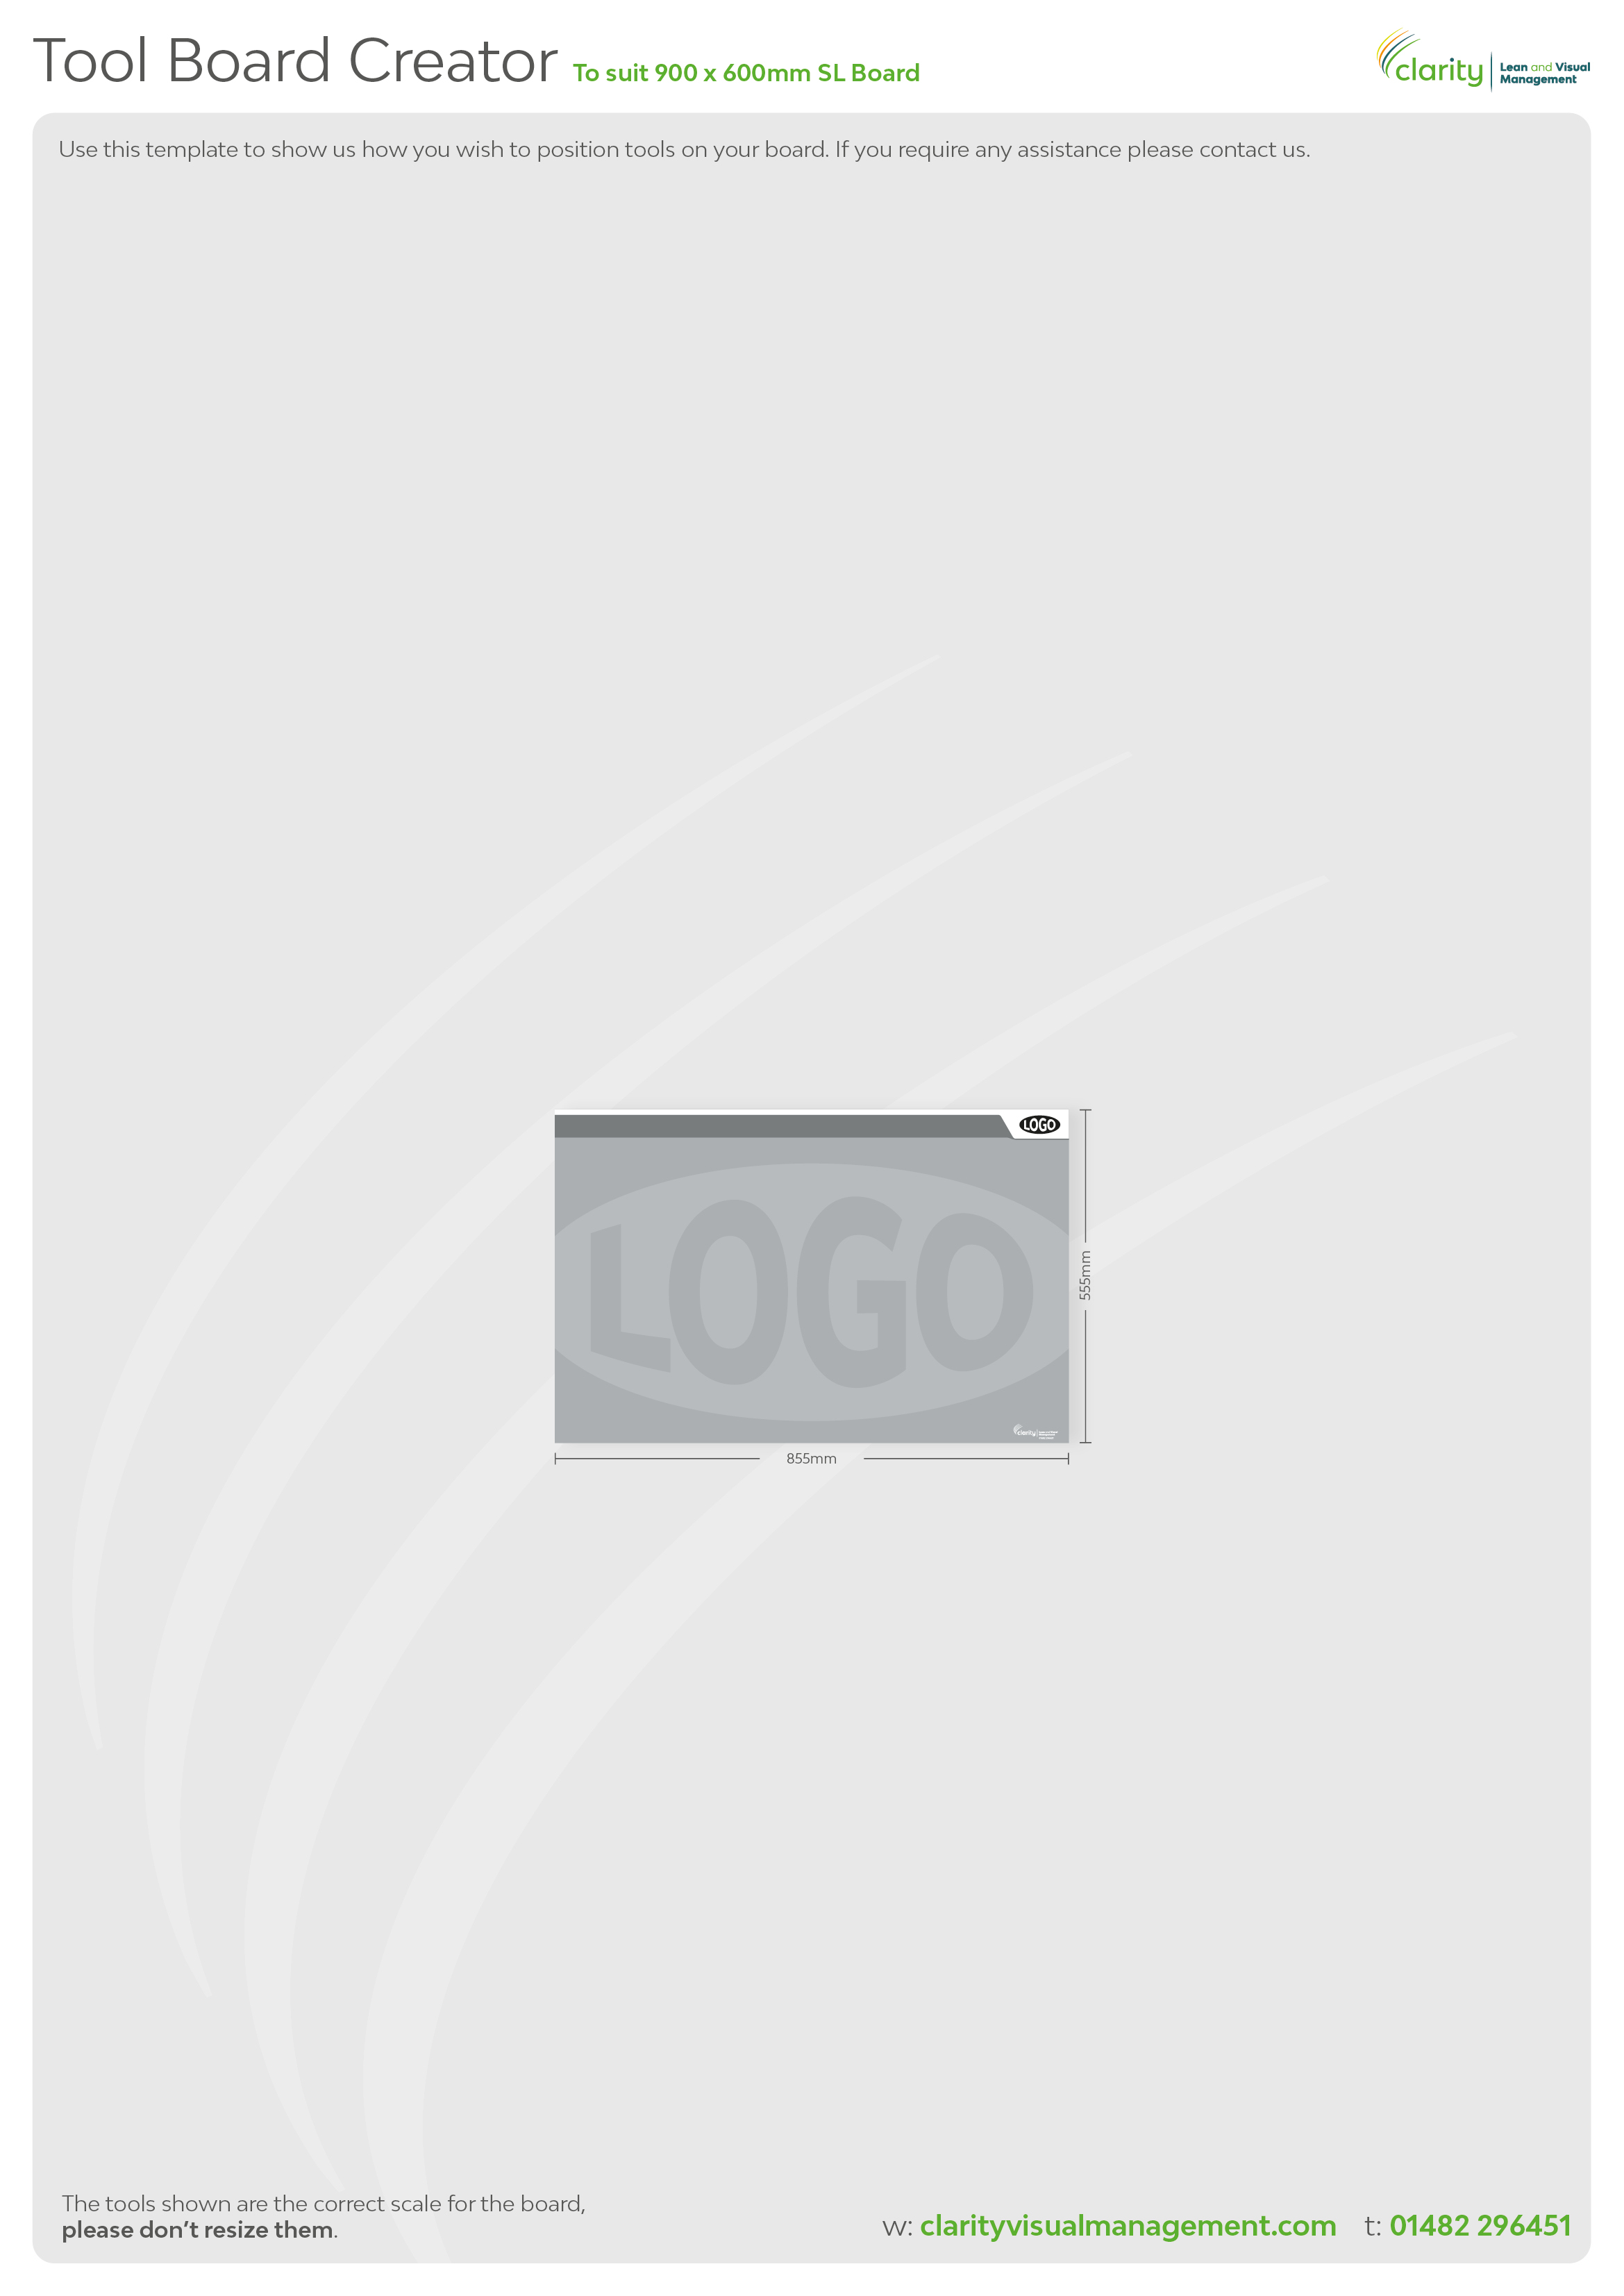 Tool Board Creator To suit 900 x 600mm SL Board
clarity
Lean and Visual
Management
Use this template to show us how you wish to position tools on your board. If you require any assistance please contact us.
LOGO
LOGO
555mm
clarity
855mm
The tools shown are the correct scale for the board,
please don’t resize them.
w: clarityvisualmanagement.com t: 01482 296451